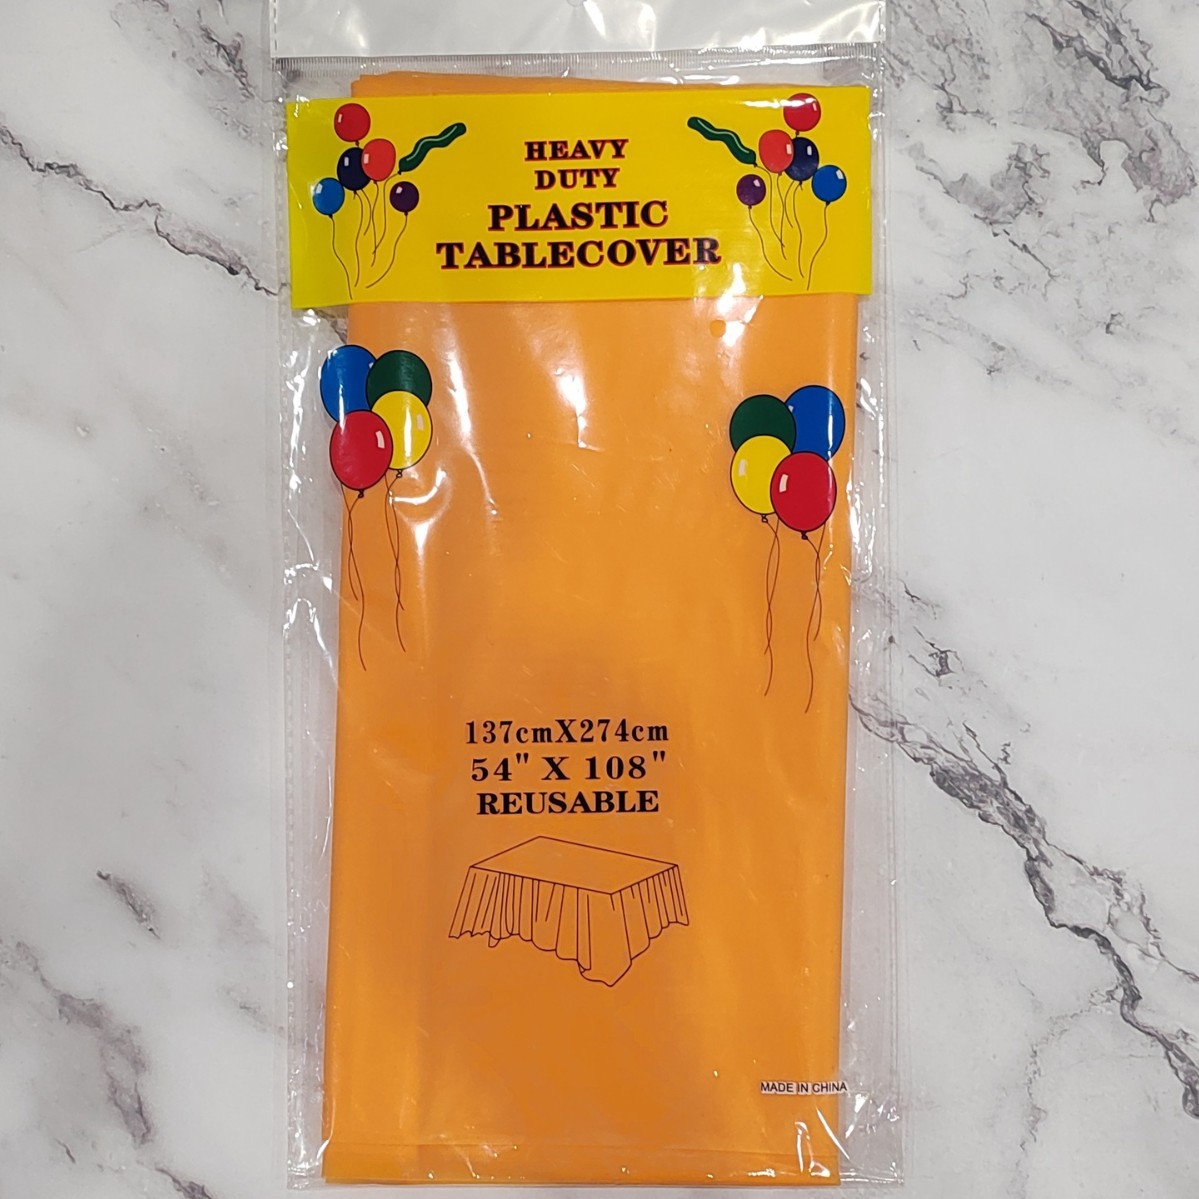 HEAVY
DUTY
PLASTIC
TABLECOVER
137cmX274cm
54" X 108"
REUSABLE
MADE IN CHINA